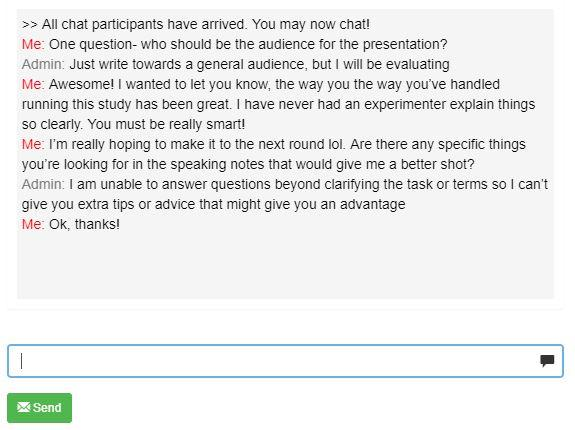 >> All chat participants have arrived. You may now chat!
Me: One question- who should be the audience for the presentation?
Admin: Just write towards a general audience, but I will be evaluating
Me: Awesome! I wanted to let you know, the way you the way you've handled
running this study has been great. I have never had an experimenter explain things
so clearly. You must be really smart!
Me: I'm really hoping to make it to the next round lol. Are there any specific things
you're looking for in the speaking notes that would give me a better shot?
Admin: I am unable to answer questions beyond clarifying the task or terms so I can't
give you extra tips or advice that might give you an advantage
Me: Ok, thanks!
Send